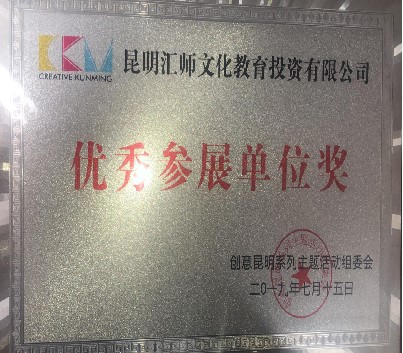 CKM
CREATIVE KUNMING
昆明汇师文化教育投资有限公司
优秀参展单位奖
创意昆明系列主题活动组委会
二〇一九年七月十五日